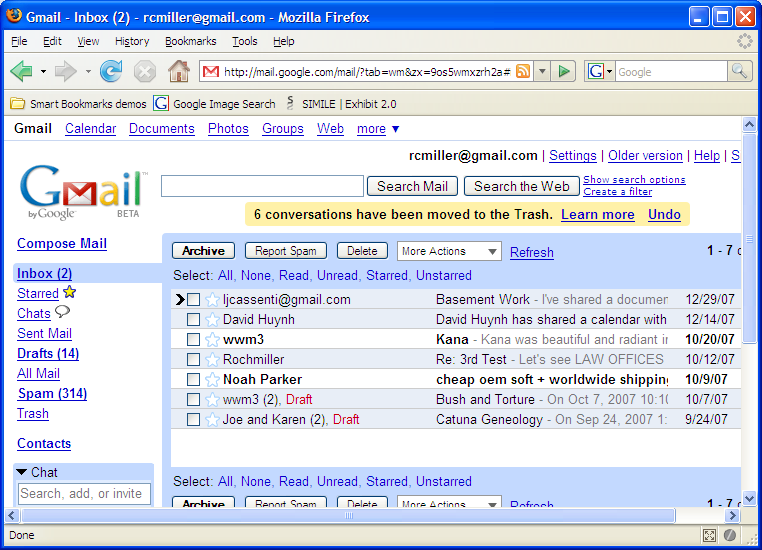 Gmail - Inbox (2) - rcmiller@gmail.com - Mozilla Firefox
File Edit View History Bookmarks Tools Help
http://mail.google.com/mail/?tab=wm&zx=9os5wmxzrh2a# Google
Smart Bookmarks demos Google Image Search SIMILE | Exhibit 2.0
Gmail Calendar Documents Photos Groups Web more ▼
rcmiller@gmail.com | Settings | Older version | Help | S
Gmail by Google BETA
Search Mail Search the Web Show search options
Create a filter
6 conversations have been moved to the Trash. Learn more Undo
Compose Mail
Inbox (2)
Starred
Chats
Sent Mail
Drafts (14)
All Mail
Spam (314)
Trash
Contacts
Chat
Search, add, or invite
Archive Report Spam Delete More Actions Refresh 1 - 7 o
Select: All, None, Read, Unread, Starred, Unstarred
ljcassenti@gmail.com Basement Work - I've shared a documen 12/29/07
David Huynh David Huynh has shared a calendar with 12/14/07
wwm3 Kana - Kana was beautiful and radiant i 10/20/07
Rochmiller Re: 3rd Test - Let's see LAW OFFICES 10/12/07
Noah Parker cheap oem soft + worldwide shipping 10/9/07
wwm3 (2), Draft Bush and Torture - On Oct 7, 2007 10:10 10/7/07
Joe and Karen (2), Draft Catuna Geneology - On Sep 24, 2007 1: 9/24/07
Select: All, None, Read, Unread, Starred, Unstarred
Archive Report Spam Delete More Actions Refresh 1 - 7 o
Done